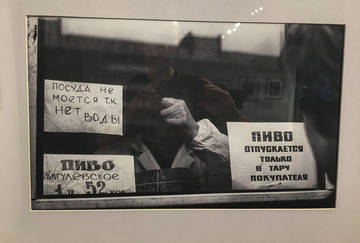 ПОСУДА НЕ
МОЕТСЯ Т.К.
НЕТ
ВОДЫ
ПИВО
ЖИГУЛЁВСКОЕ
52
ПИВО
ОТПУСКАЕТСЯ
ТОЛЬКО
В ТАРУ
ПОКУПАТЕЛЯ